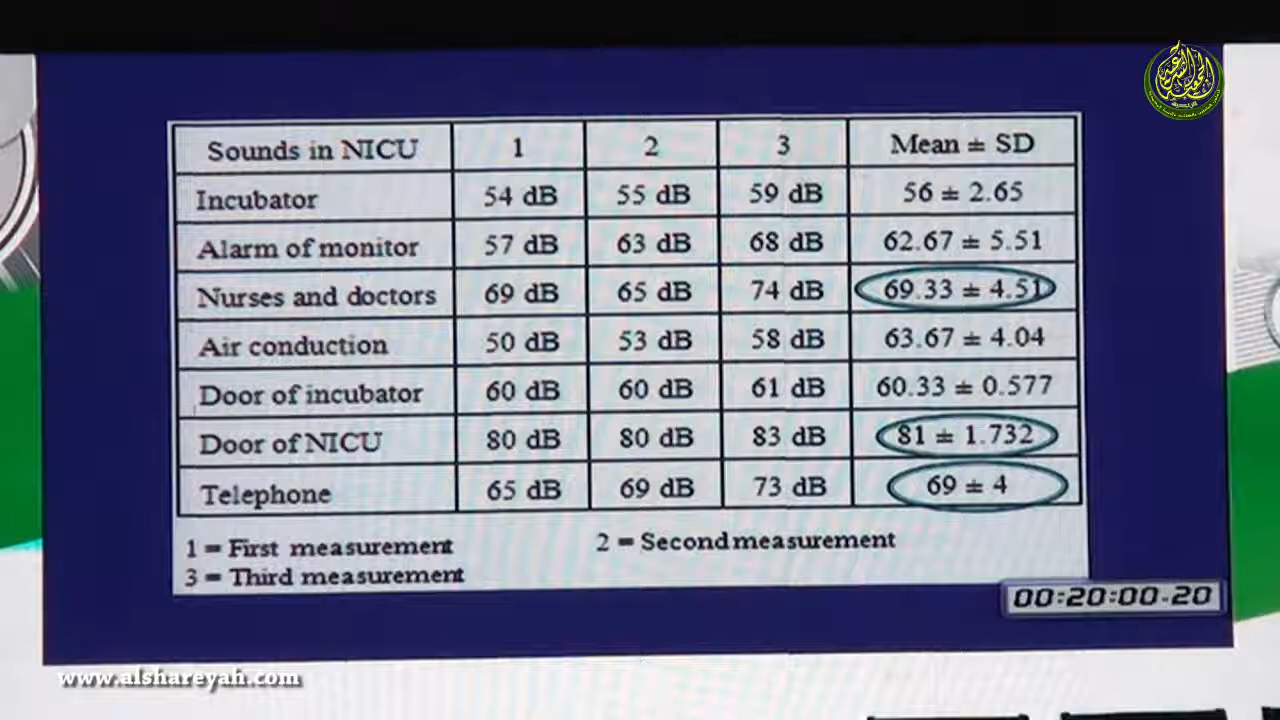 الجمعية الشرعية
الرئيسية
Sounds in NICU 1 2 3 Mean ± SD
Incubator 54 dB 55 dB 59 dB 56 ± 2.65
Alarm of monitor 57 dB 63 dB 68 dB 62.67 ± 5.51
Nurses and doctors 69 dB 65 dB 74 dB 69.33 ± 4.51
Air conduction 50 dB 53 dB 58 dB 63.67 ± 4.04
Door of incubator 60 dB 60 dB 61 dB 60.33 ± 0.577
Door of NICU 80 dB 80 dB 83 dB 81 ± 1.732
Telephone 65 dB 69 dB 73 dB 69 ± 4
1 = First measurement 2 = Second measurement
3 = Third measurement
00:20:00.20
www.alshareyah.com